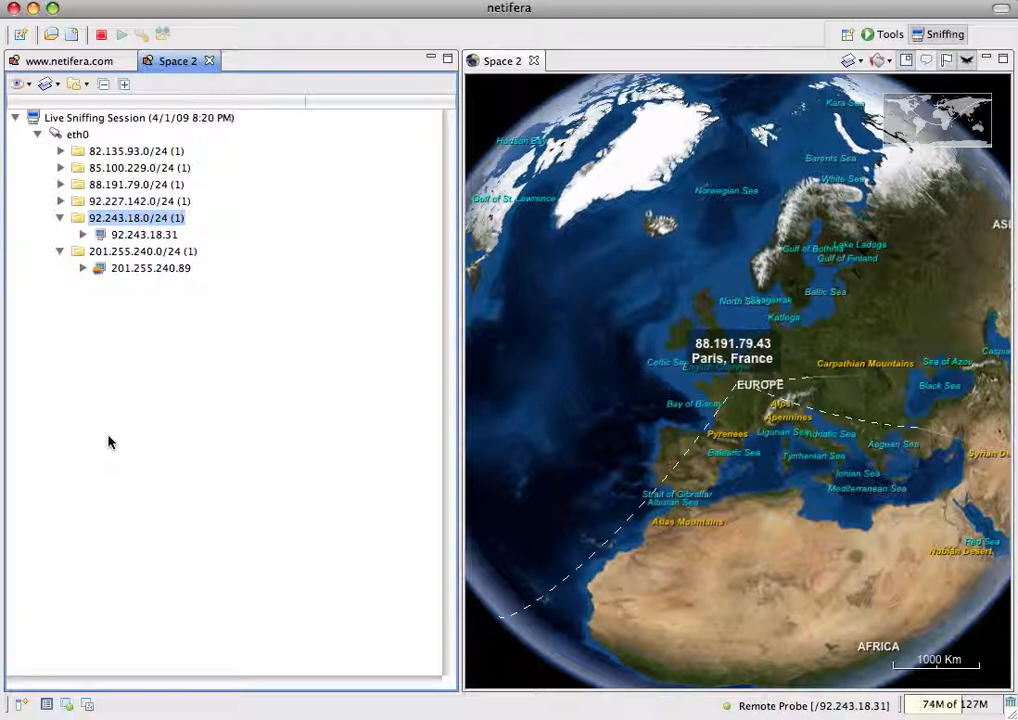 netifera
Tools
Sniffing
www.netifera.com
Space 2
Space 2
Live Sniffing Session (4/1/09 8:20 PM)
eth0
82.135.93.0/24 (1)
85.100.229.0/24 (1)
88.191.79.0/24 (1)
92.227.142.0/24 (1)
92.243.18.0/24 (1)
92.243.18.31
201.255.240.0/24 (1)
201.255.240.89
Kara Sea
Hudson Bay
Barents Sea
White Sea
Norwegian Sea
Gulf of St. Lawrence
ASI
Gulf of Bothnia
Lake Ladoga
Gulf of Finland
Baltic Sea
North Sea
Skagarrak
Kattega
88.191.79.43
Paris, France
Celtic Sea
English Channel
Carpathian Mountains
Sea of Azov
Caspia
EUROPE
Black Sea
Bay of Biscay
Alps
Apennines
Pyrenees
Ligurian Sea
Adriatic Sea
Aegean Sea
Balearic Sea
Tyrrhenian Sea
Syrian De
Ionian Sea
Strait of Gibraltar
Mediterranean Sea
Alboran Sea
Atlas Mountains
Red Sea
Nubian Desert
AFRICA
1000 Km
Remote Probe [/92.243.18.31]
74M of 127M